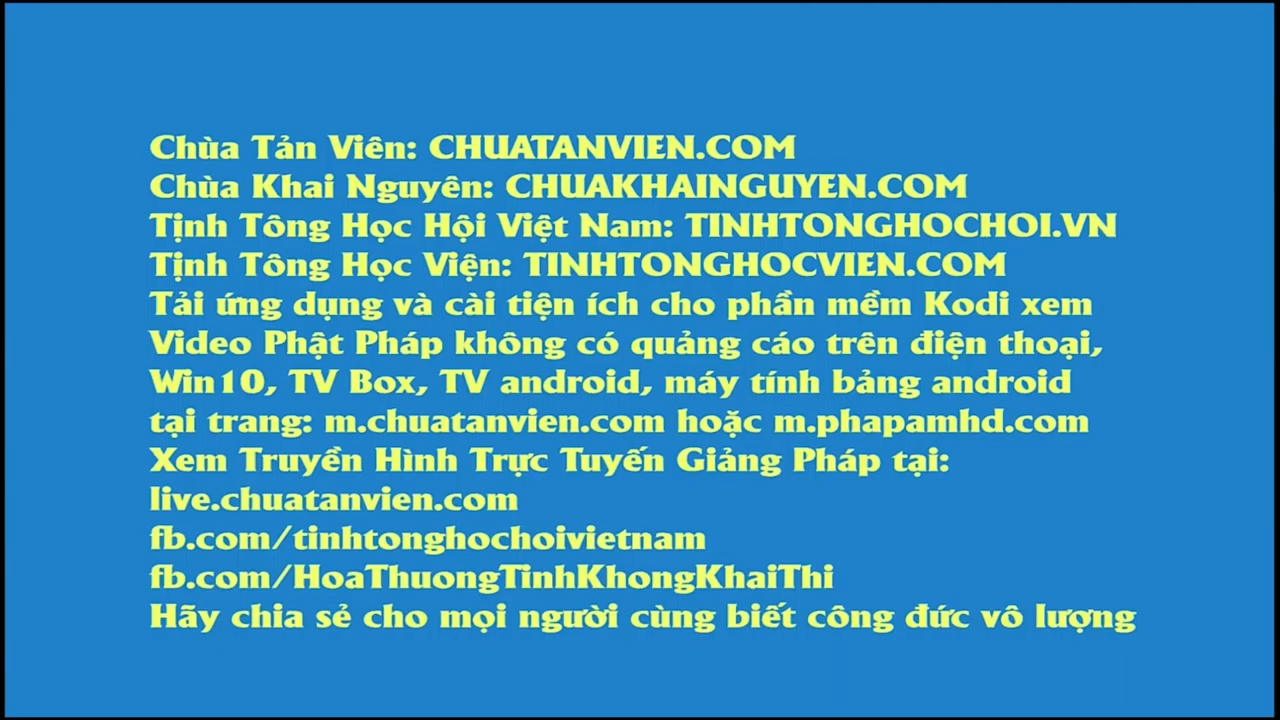 Chùa Tản Viên: CHUATANVIEN.COM
Chùa Khai Nguyên: CHUAKHAINGUYEN.COM
Tịnh Tông Học Hội Việt Nam: TINHTONGHOCHOI.VN
Tịnh Tông Học Viện: TINHTONGHOCVIEN.COM
Tải ứng dụng và cài tiện ích cho phần mềm Kodi xem
Video Phật Pháp không có quảng cáo trên điện thoại,
Win10, TV Box, TV android, máy tính bảng android
tại trang: m.chuatanvien.com hoặc m.phapamhd.com
Xem Truyền Hình Trực Tuyến Giảng Pháp tại:
live.chuatanvien.com
fb.com/tinhtonghochoivietnam
fb.com/HoaThuongTinhKhongKhaiThi
Hãy chia sẻ cho mọi người cùng biết công đức vô lượng